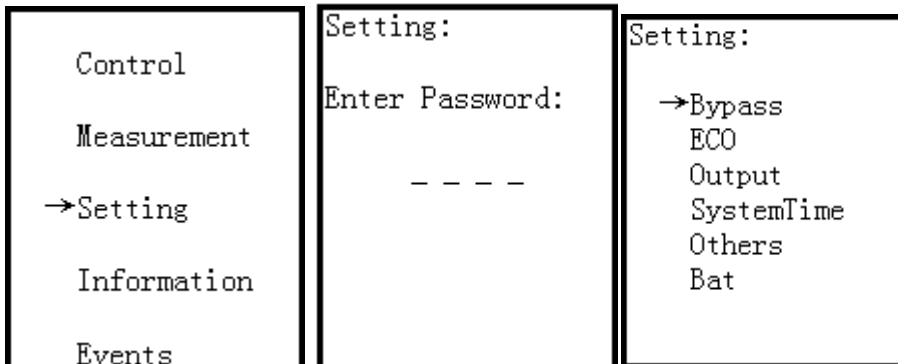 Control
Measurement
→Setting
Information
Events
Setting:
Enter Password:
_ _ _ _
Setting:
→Bypass
ECO
Output
SystemTime
Others
Bat